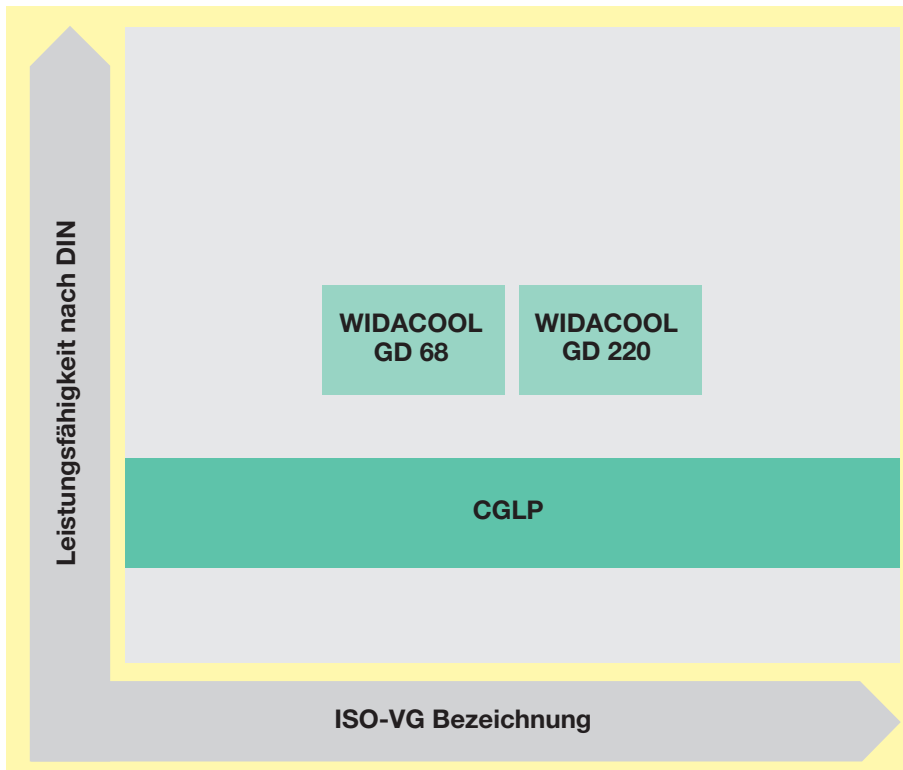 Leistungsfähigkeit nach DIN
WIDACOOL
GD 68
WIDACOOL
GD 220
CGLP
ISO-VG Bezeichnung